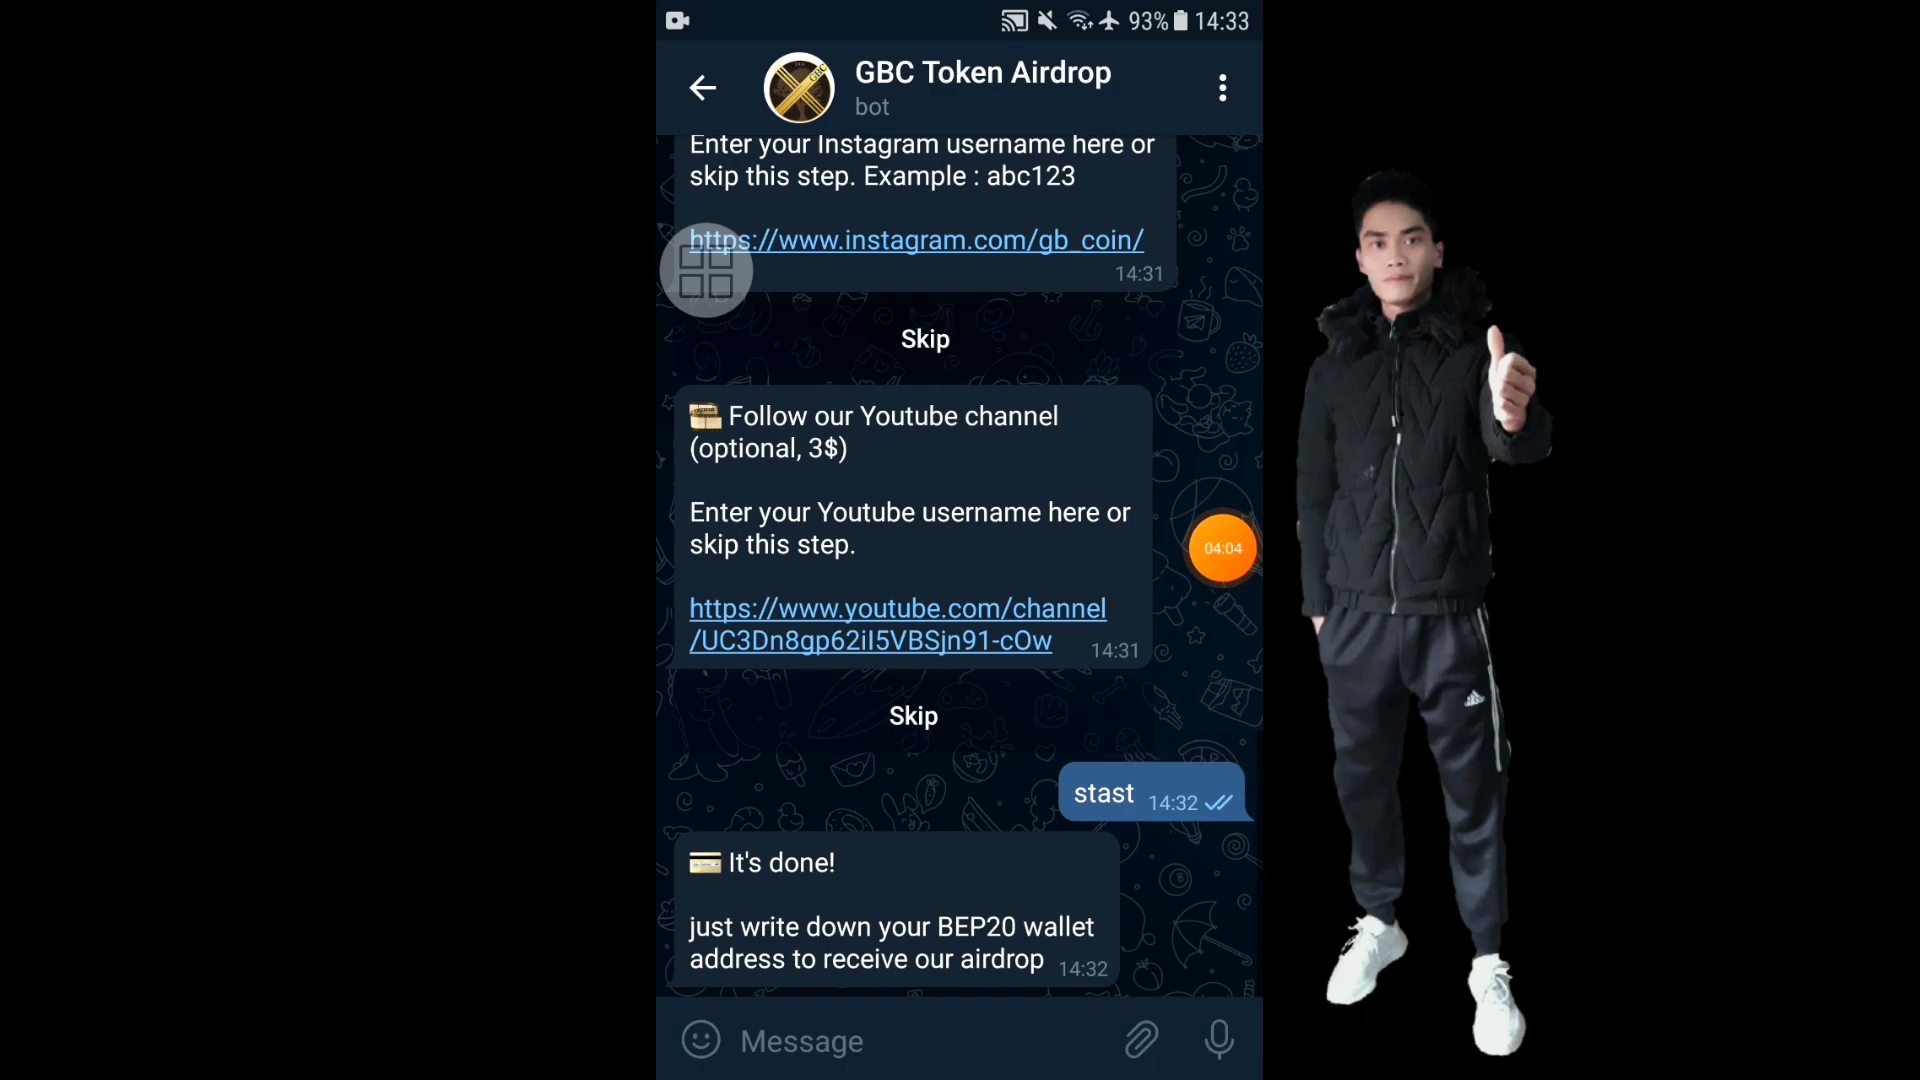 93% 14:33
GBC Token Airdrop
bot
Enter your Instagram username here or
skip this step. Example : abc123
https://www.instagram.com/gb_coin/
14:31
Skip
Follow our Youtube channel
(optional, 3$)
Enter your Youtube username here or
skip this step.
04:04
https://www.youtube.com/channel
/UC3Dn8gp62iI5VBSjn91-cOw 14:31
Skip
stast 14:32
It's done!
just write down your BEP20 wallet
address to receive our airdrop 14:32
Message